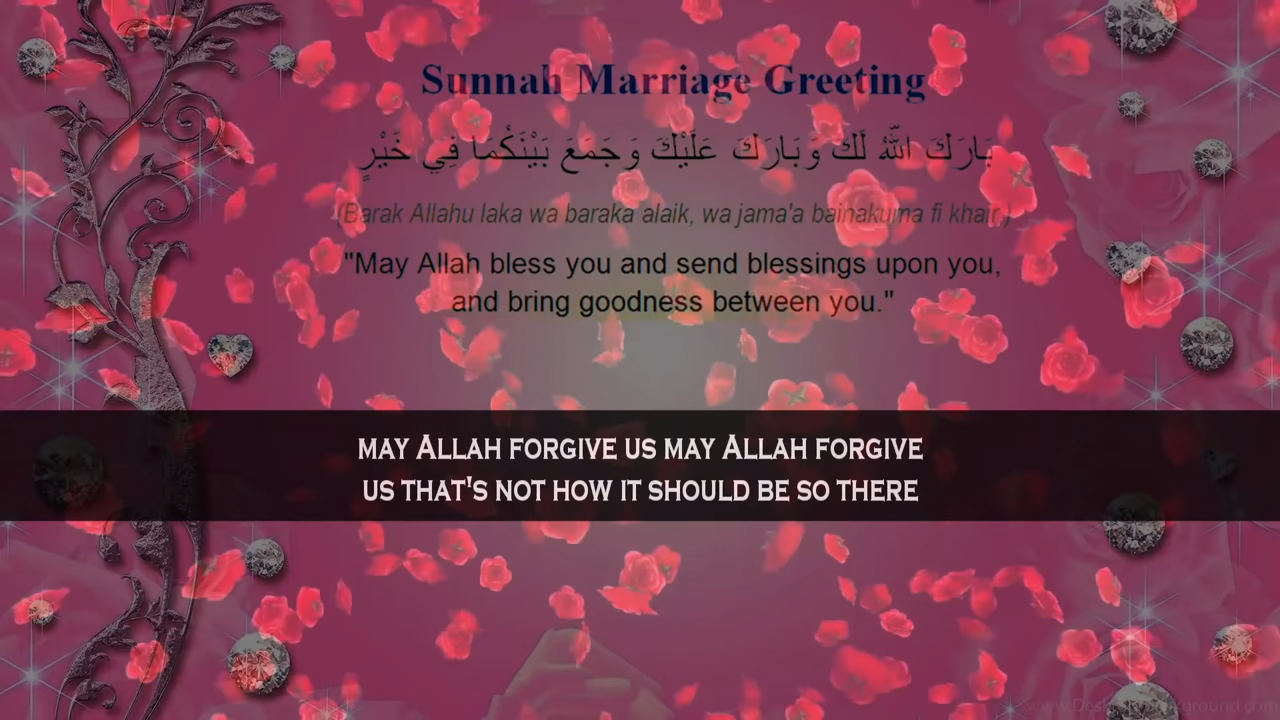 Sunnah Marriage Greeting
بَارَكَ اللَّهُ لَكَ وَبَارَكَ عَلَيْكَ وَجَمَعَ بَيْنَكُمَا فِي خَيْرٍ
(Barak Allahu laka wa baraka alaik, wa jama'a bainakuma fi khair.)
"May Allah bless you and send blessings upon you,
and bring goodness between you."
MAY ALLAH FORGIVE US MAY ALLAH FORGIVE
US THAT'S NOT HOW IT SHOULD BE SO THERE